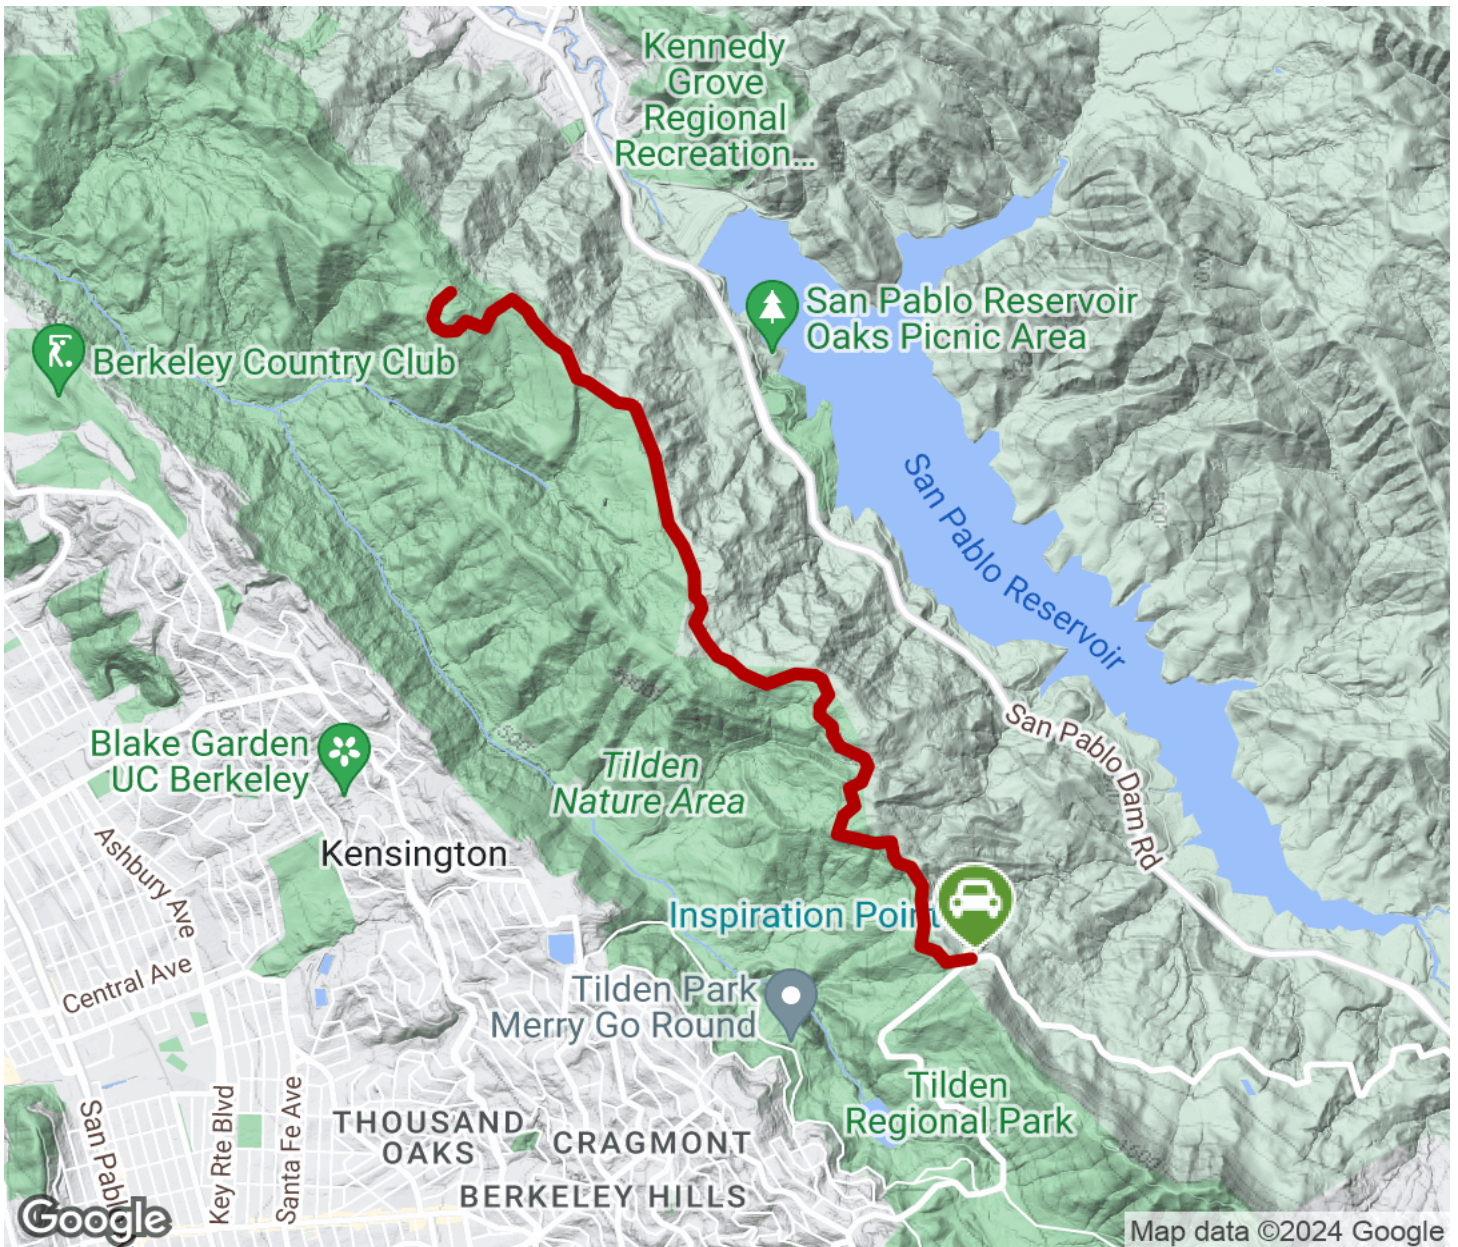 Kennedy
Grove
Regional
Recreation...
San Pablo Reservoir
Oaks Picnic Area
Berkeley Country Club
San Pablo Reservoir
San Pablo Dam Rd
Blake Garden
UC Berkeley
Tilden
Nature Area
Ashbury Ave
Kensington
Inspiration Poin
Central Ave
Tilden Park
Merry Go Round
Tilden
Regional Park
San Pabl
Key Rte Blvd
Santa Fe Ave
THOUSAND
OAKS
CRAGMONT
BERKELEY HILLS
Google
Map data ©2024 Google